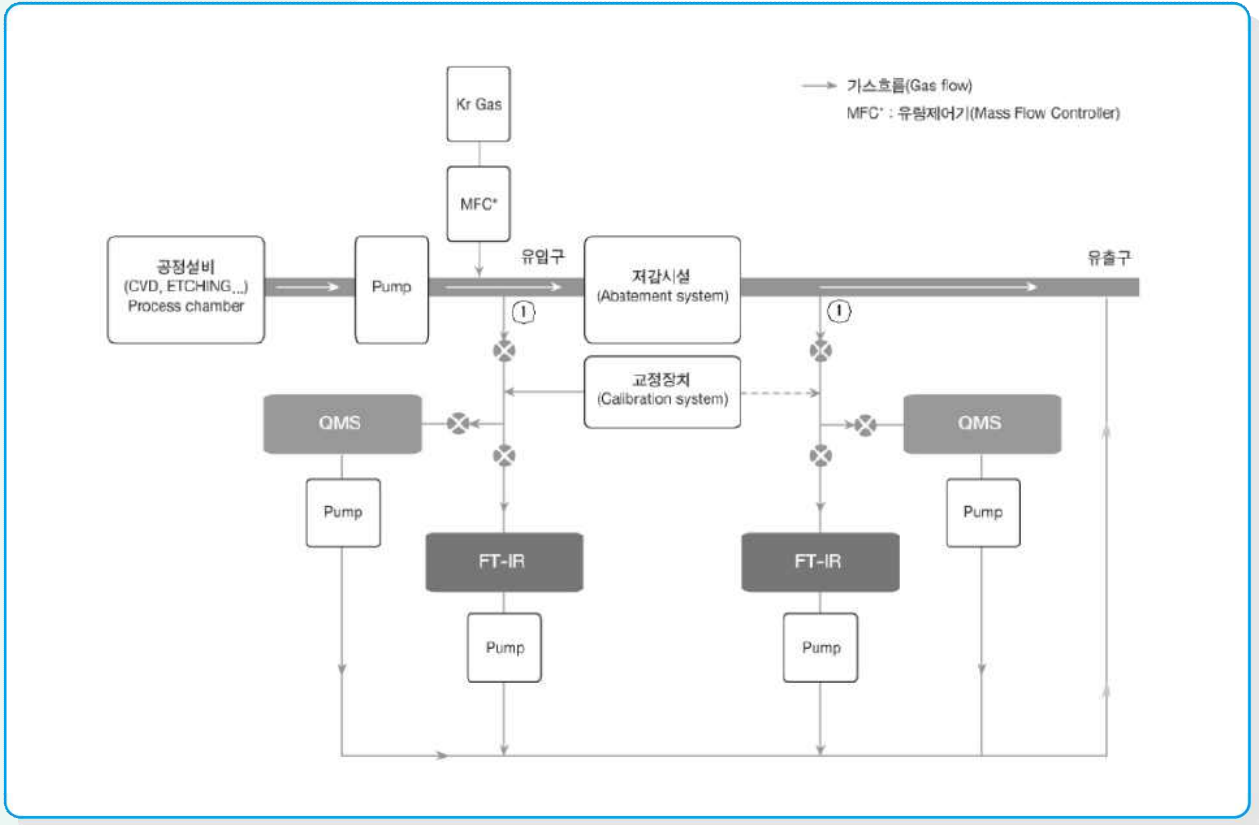 Kr Gas
기스흐름(Gas flow)
MFC* : 유량제어기(Mass Flow Controller)
MFC*
유입구
유출구
공정설비
(CVD, ETCHING...)
Process chamber
Pump
저감시설
(Abatement system)
①
①
교정장치
(Calibration system)
QMS
QMS
Pump
Pump
FT-IR
FT-IR
Pump
Pump